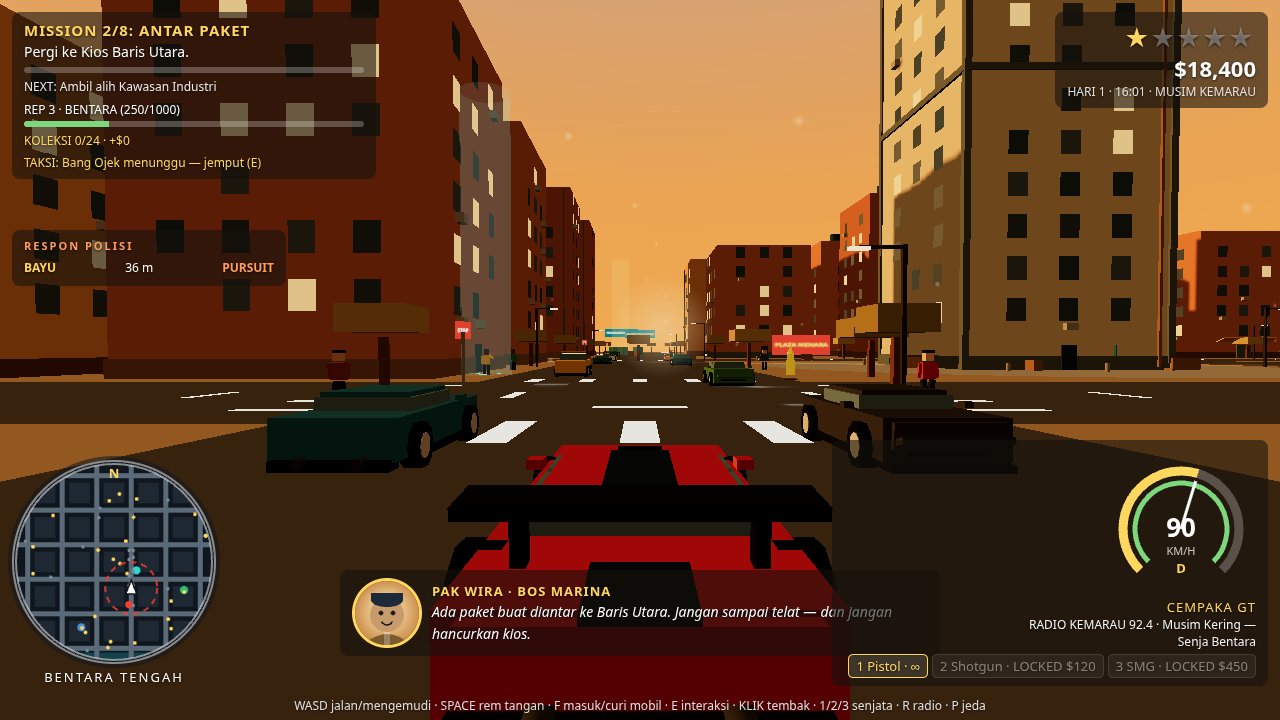 MISSION 2/8: ANTAR PAKET
Pergi ke Kios Baris Utara.
NEXT: Ambil alih Kawasan Industri
REP 3 · BENTARA (250/1000)
KOLEKSI 0/24 · +$0
TAKSI: Bang Ojek menunggu — jemput (E)
$18,400
HARI 1 · 16:01 · MUSIM KEMARAU
RESPON POLISI
BAYU 36 m PURSUIT
PLAZA MENARA
N
BENTARA TENGAH
PAK WIRA · BOS MARINA
Ada paket buat diantar ke Baris Utara. Jangan sampai telat — dan jangan
hancurkan kios.
90
KM/H
D
CEMPAKA GT
RADIO KEMARAU 92.4 · Musim Kering —
Senja Bentara
1 Pistol · ∞ 2 Shotgun · LOCKED $120 3 SMG · LOCKED $450
WASD jalan/mengemudi · SPACE rem tangan · F masuk/curi mobil · E interaksi · KLIK tembak · 1/2/3 senjata · R radio · P jeda